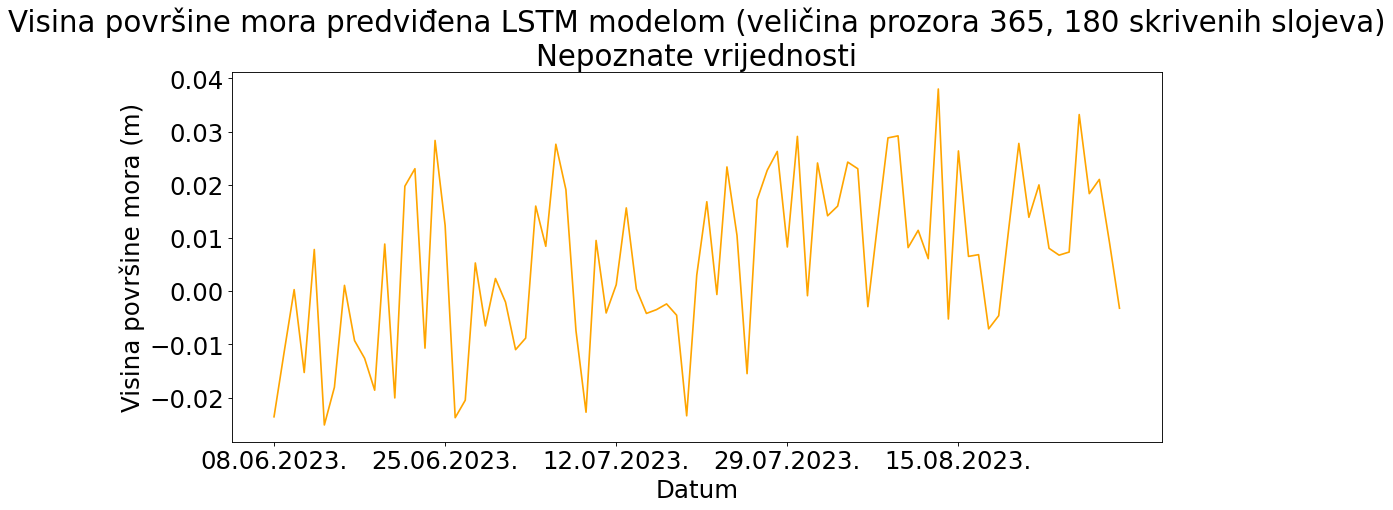 Visina površine mora predviđena LSTM modelom (veličina prozora 365, 180 skrivenih slojeva)
Nepoznate vrijednosti
Visina površine mora (m)
0.04
0.03
0.02
0.01
0.00
−0.01
−0.02
08.06.2023. 25.06.2023. 12.07.2023. 29.07.2023. 15.08.2023.
Datum